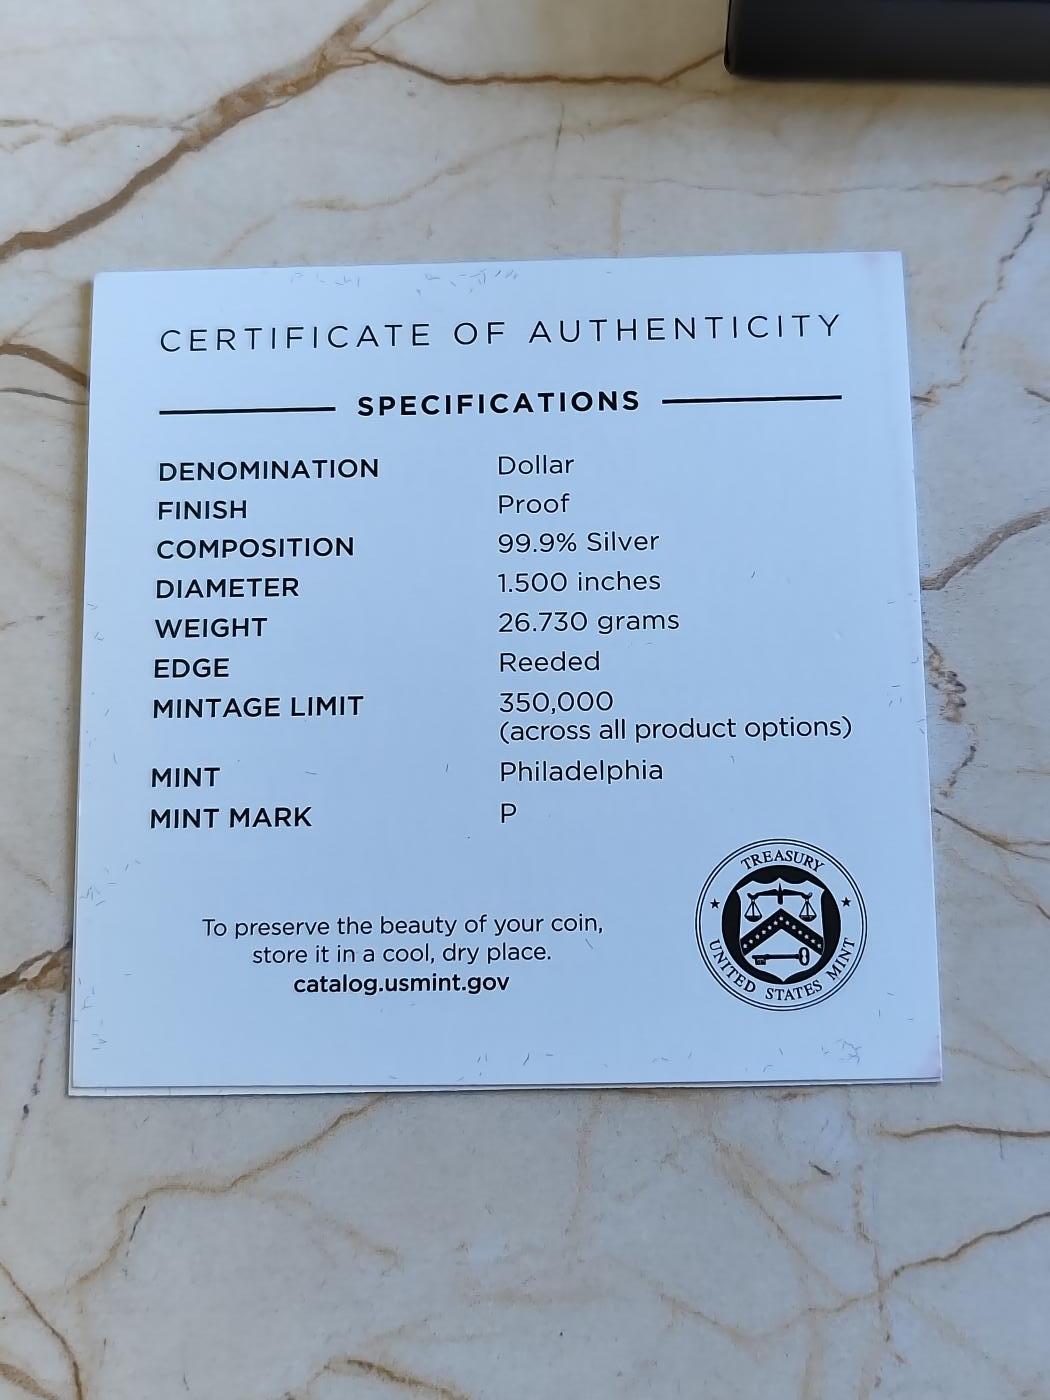 CERTIFICATE OF AUTHENTICITY
SPECIFICATIONS
DENOMINATION Dollar
FINISH Proof
COMPOSITION 99.9% Silver
DIAMETER 1.500 inches
WEIGHT 26.730 grams
EDGE Reeded
MINTAGE LIMIT 350,000
(across all product options)
MINT Philadelphia
MINT MARK P
To preserve the beauty of your coin,
store it in a cool, dry place.
catalog.usmint.gov
TREASURY
UNITED STATES MINT